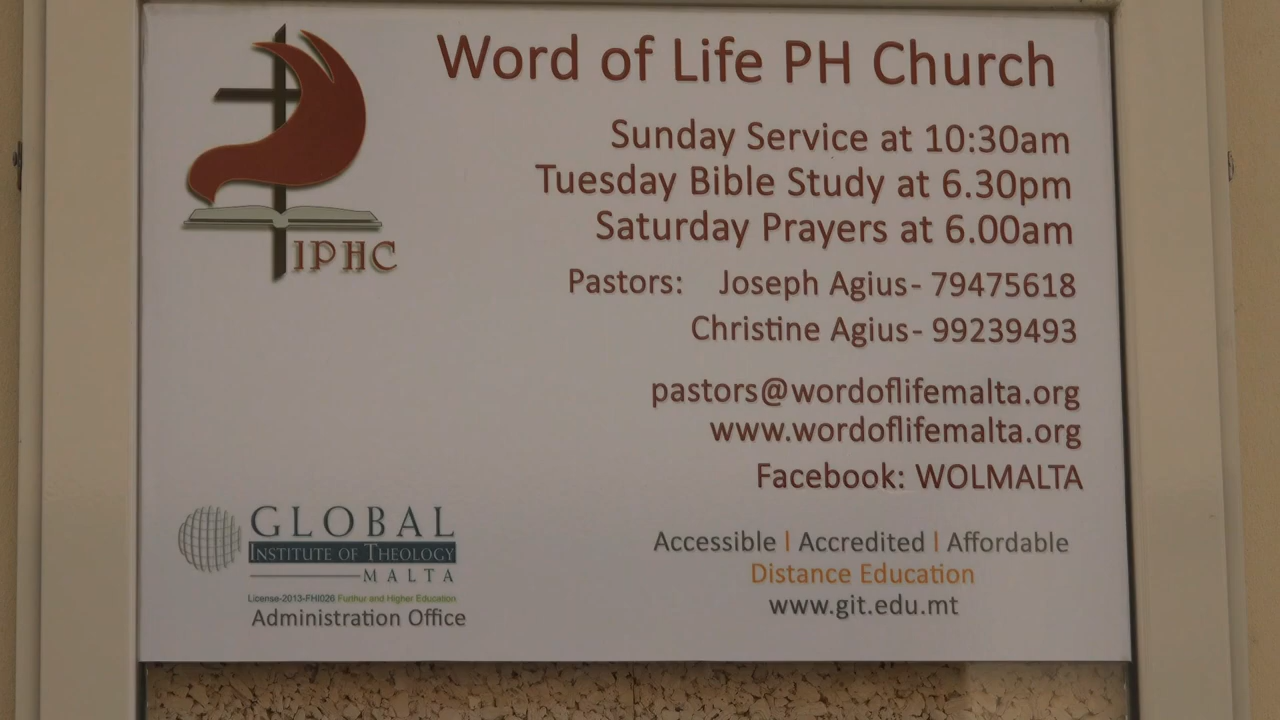 Word of Life PH Church
Sunday Service at 10:30am
Tuesday Bible Study at 6.30pm
Saturday Prayers at 6.00am
IPHC
Pastors: Joseph Agius- 79475618
Christine Agius- 99239493
pastors@wordoflifemalta.org
www.wordoflifemalta.org
Facebook: WOLMALTA
GLOBAL
INSTITUTE OF THEOLOGY
MALTA
License-2013-FHI026 Furthur and Higher Education
Administration Office
Accessible | Accredited | Affordable
Distance Education
www.git.edu.mt